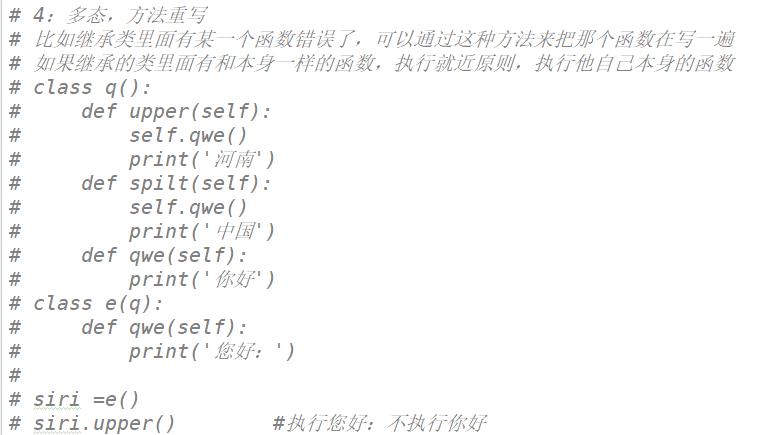 # 4：多态，方法重写
# 比如继承类里面有某一个函数错误了，可以通过这种方法来把那个函数在写一遍
# 如果继承的类里面有和本身一样的函数，执行就近原则，执行他自己本身的函数
# class q():
#     def upper(self):
#         self.qwe()
#         print('河南')
#     def spilt(self):
#         self.qwe()
#         print('中国')
#     def qwe(self):
#         print('你好')
# class e(q):
#     def qwe(self):
#         print('您好：')
#
# siri =e()
# siri.upper()        #执行您好：不执行你好